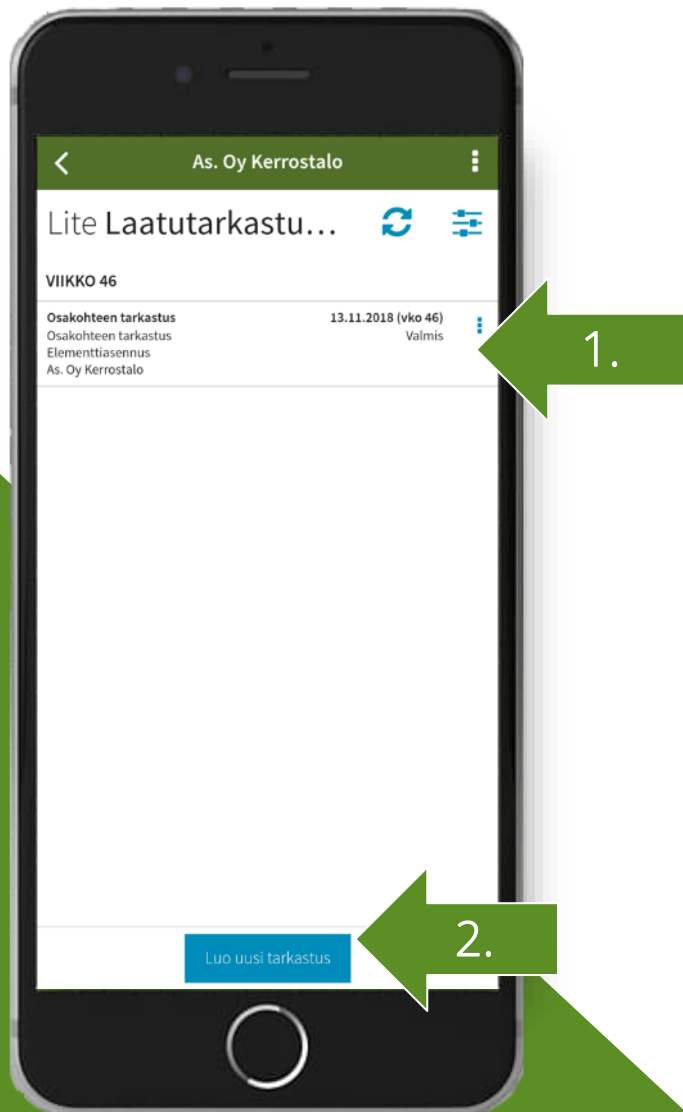 As. Oy Kerrostalo
Lite Laatutarkastu...
VIIKKO 46
Osakohteen tarkastus 13.11.2018 (vko 46)
Osakohteen tarkastus Valmis
Elementtiasennus
As. Oy Kerrostalo
1.
2.
Luo uusi tarkastus